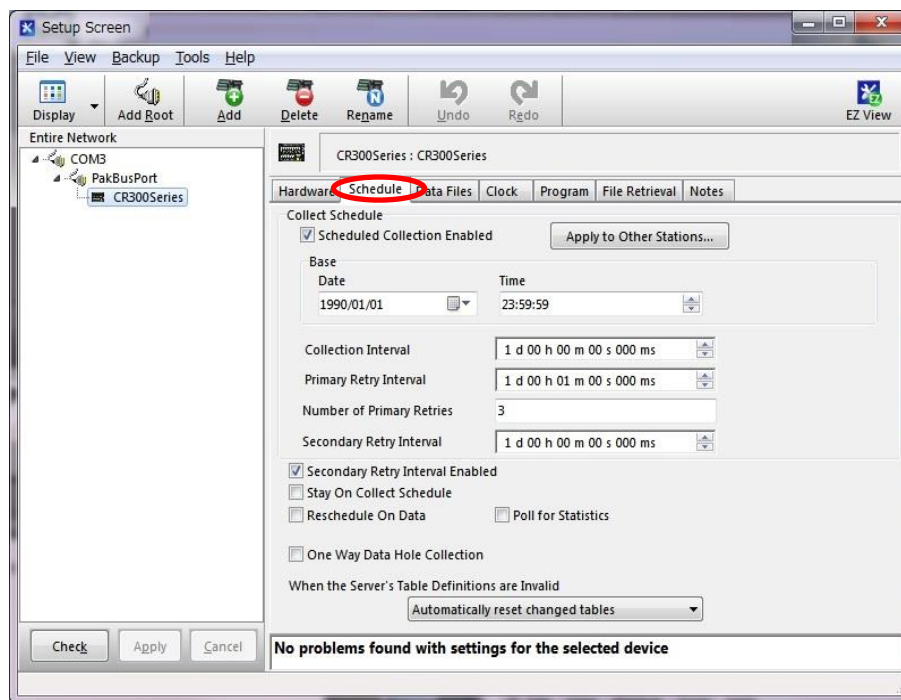 Setup Screen
File View Backup Tools Help
Display Add Root Add Delete Rename Undo Redo EZ View
Entire Network
COM3
PakBusPort
CR300Series
CR300Series : CR300Series
Hardware Schedule Data Files Clock Program File Retrieval Notes
Collect Schedule
Scheduled Collection Enabled Apply to Other Stations...
Base
Date Time
1990/01/01 23:59:59
Collection Interval 1 d 00 h 00 m 00 s 000 ms
Primary Retry Interval 1 d 00 h 01 m 00 s 000 ms
Number of Primary Retries 3
Secondary Retry Interval 1 d 00 h 00 m 00 s 000 ms
Secondary Retry Interval Enabled
Stay On Collect Schedule
Reschedule On Data Poll for Statistics
One Way Data Hole Collection
When the Server's Table Definitions are Invalid
Automatically reset changed tables
Check Apply Cancel No problems found with settings for the selected device